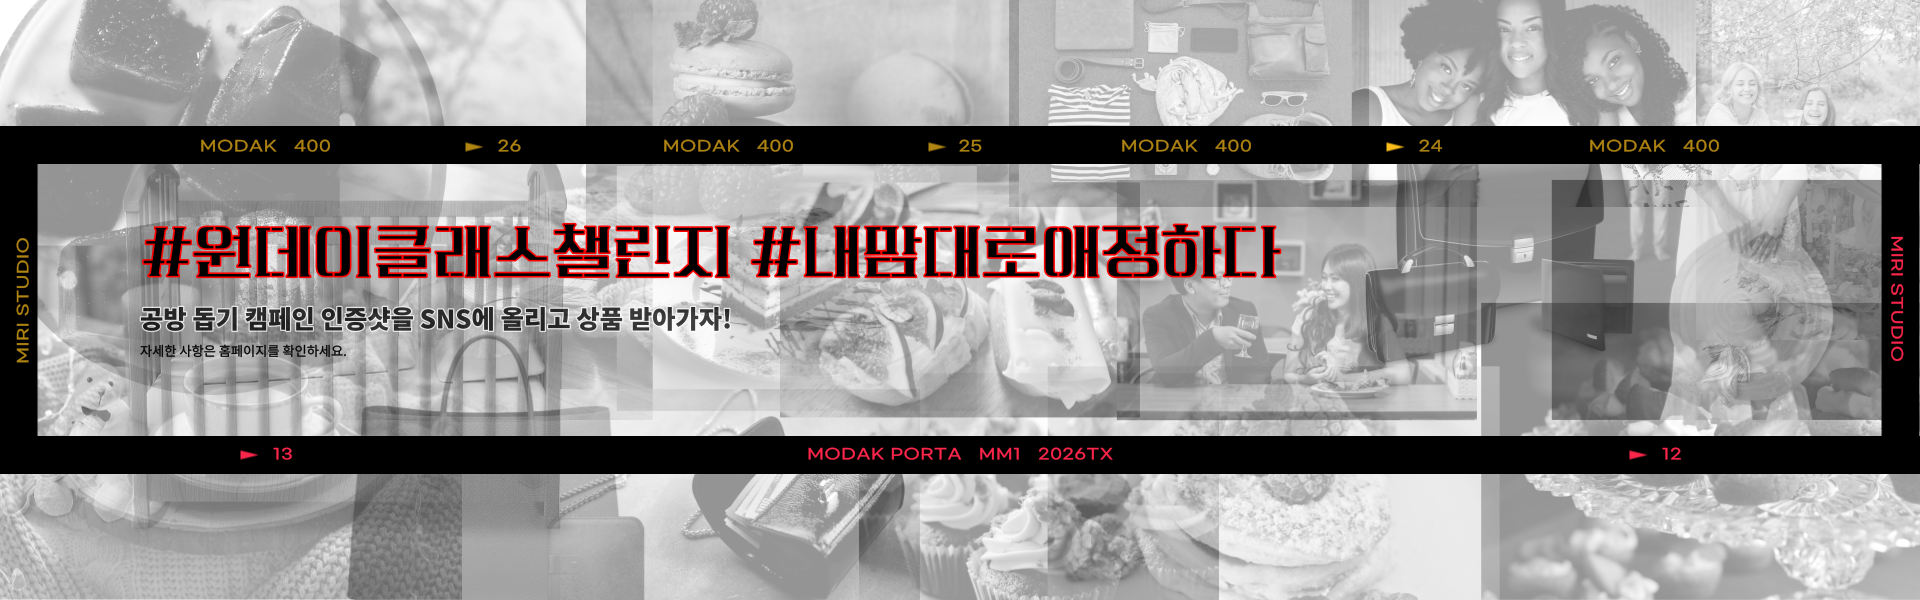 MODAK 400 ► 26 MODAK 400 ► 25 MODAK 400 ► 24 MODAK 400
MIRI STUDIO
#원데이클래스챌린지 #내맘대로애정하다
공방 돕기 캠페인 인증샷을 SNS에 올리고 상품 받아가자!
자세한 사항은 홈페이지를 확인하세요.
MIRI STUDIO
► 13 MODAK PORTA MM1 2026TX ► 12